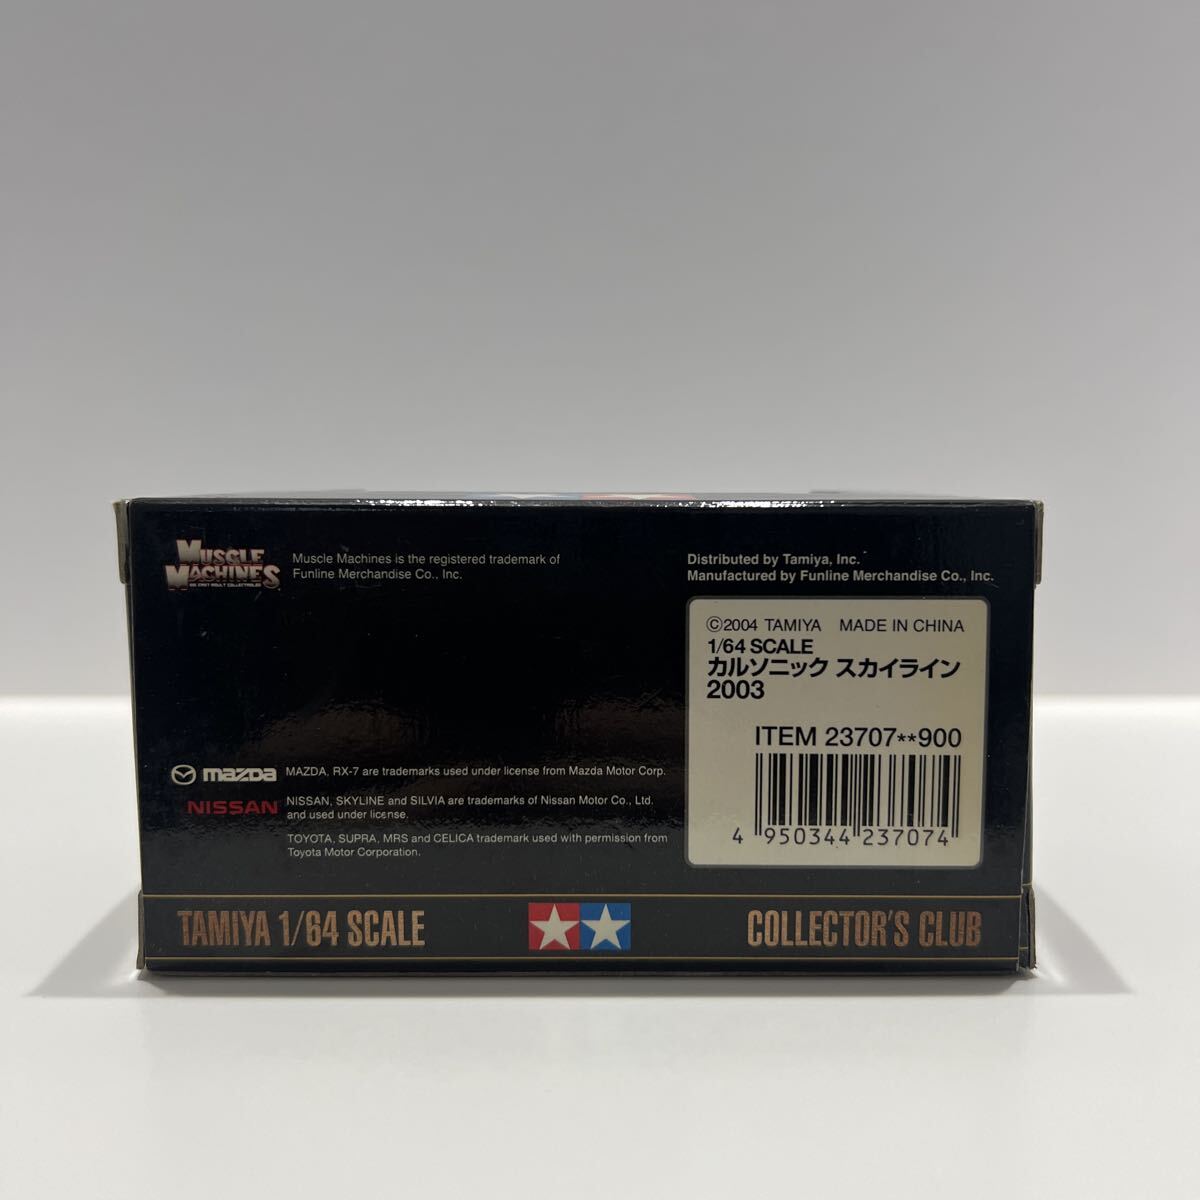 MUSCLE
MACHINES
DIE CAST ADULT COLLECTIBLES
Muscle Machines is the registered trademark of
Funline Merchandise Co., Inc.
Distributed by Tamiya, Inc.
Manufactured by Funline Merchandise Co., Inc.
©2004 TAMIYA MADE IN CHINA
1/64 SCALE
カルソニック スカイライン
2003
ITEM 23707**900
4 950344 237074
mazda
MAZDA, RX-7 are trademarks used under license from Mazda Motor Corp.
NISSAN
NISSAN, SKYLINE and SILVIA are trademarks of Nissan Motor Co., Ltd.
and used under license.
TOYOTA, SUPRA, MRS and CELICA trademark used with permission from
Toyota Motor Corporation.
TAMIYA 1/64 SCALE
COLLECTOR'S CLUB